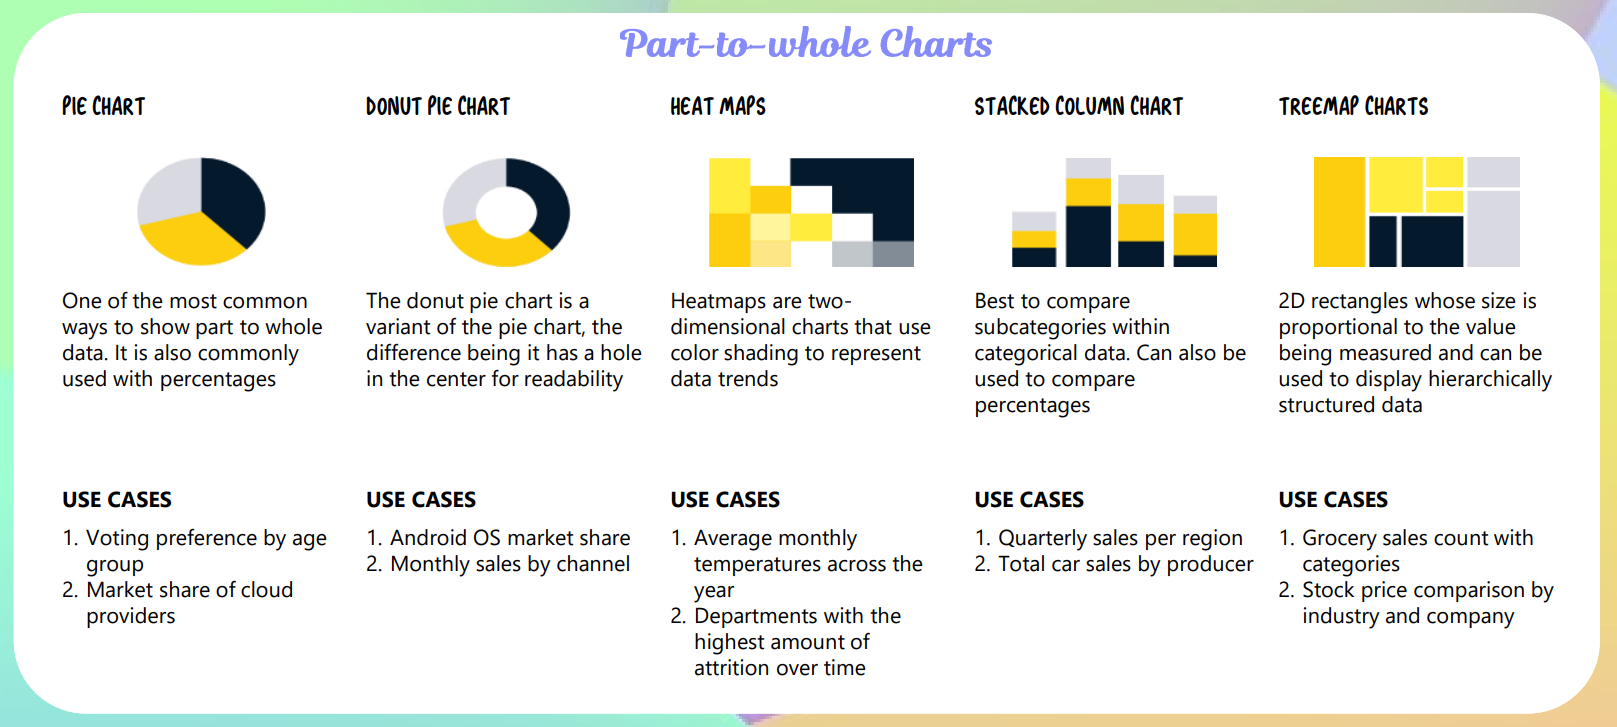 Part-to-whole Charts
PIE CHART
One of the most common
ways to show part to whole
data. It is also commonly
used with percentages
USE CASES
1. Voting preference by age
group
2. Market share of cloud
providers
DONUT PIE CHART
The donut pie chart is a
variant of the pie chart, the
difference being it has a hole
in the center for readability
USE CASES
1. Android OS market share
2. Monthly sales by channel
HEAT MAPS
Heatmaps are two-
dimensional charts that use
color shading to represent
data trends
USE CASES
1. Average monthly
temperatures across the
year
2. Departments with the
highest amount of
attrition over time
STACKED COLUMN CHART
Best to compare
subcategories within
categorical data. Can also be
used to compare
percentages
USE CASES
1. Quarterly sales per region
2. Total car sales by producer
TREEMAP CHARTS
2D rectangles whose size is
proportional to the value
being measured and can be
used to display hierarchically
structured data
USE CASES
1. Grocery sales count with
categories
2. Stock price comparison by
industry and company